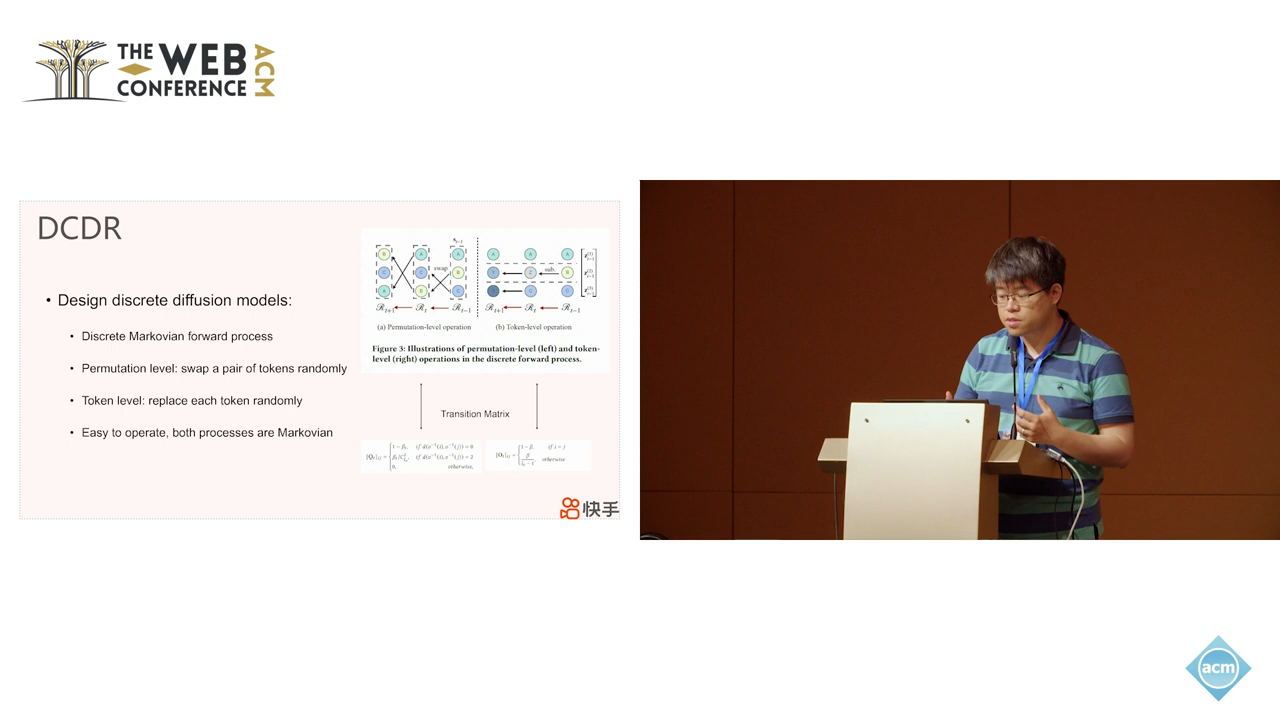 THE WEB
CONFERENCE
ACM
DCDR
• Design discrete diffusion models:
• Discrete Markovian forward process
• Permutation level: swap a pair of tokens randomly
• Token level: replace each token randomly
• Easy to operate, both processes are Markovian
swap
sub.
(a) Permutation-level operation
(b) Token-level operation
Figure 3: Illustrations of permutation-level (left) and token-
level (right) operations in the discrete forward process.
Transition Matrix
otherwise,
otherwise
快手
acm